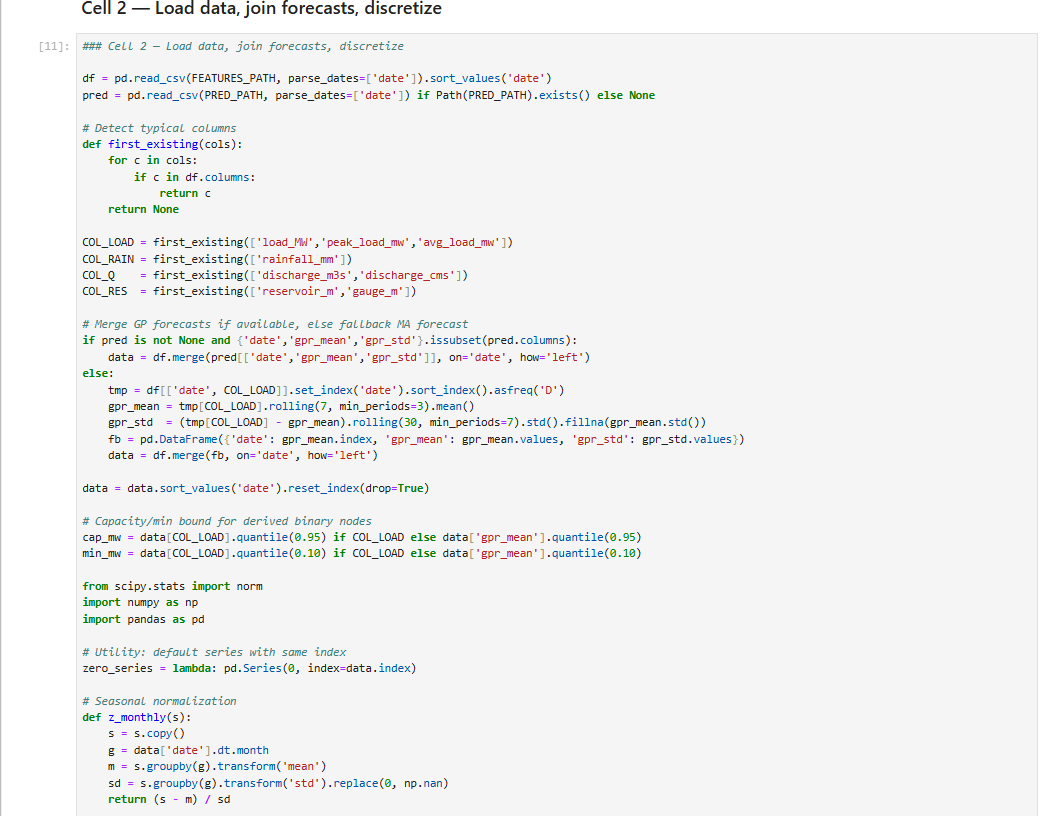 Cell 2 — Load data, join forecasts, discretize
[11]: ### Cell 2 — Load data, join forecasts, discretize
df = pd.read_csv(FEATURES_PATH, parse_dates=['date']).sort_values('date')
pred = pd.read_csv(PRED_PATH, parse_dates=['date']) if Path(PRED_PATH).exists() else None
# Detect typical columns
def first_existing(cols):
    for c in cols:
        if c in df.columns:
            return c
    return None
COL_LOAD = first_existing(['load_MW','peak_load_mw','avg_load_mw'])
COL_RAIN = first_existing(['rainfall_mm'])
COL_Q    = first_existing(['discharge_m3s','discharge_cms'])
COL_RES  = first_existing(['reservoir_m','gauge_m'])
# Merge GP forecasts if available, else fallback MA forecast
if pred is not None and {'date','gpr_mean','gpr_std'}.issubset(pred.columns):
    data = df.merge(pred[['date','gpr_mean','gpr_std']], on='date', how='left')
else:
    tmp = df[['date', COL_LOAD]].set_index('date').sort_index().asfreq('D')
    gpr_mean = tmp[COL_LOAD].rolling(7, min_periods=3).mean()
    gpr_std  = (tmp[COL_LOAD] - gpr_mean).rolling(30, min_periods=7).std().fillna(gpr_mean.std())
    fb = pd.DataFrame({'date': gpr_mean.index, 'gpr_mean': gpr_mean.values, 'gpr_std': gpr_std.values})
    data = df.merge(fb, on='date', how='left')
data = data.sort_values('date').reset_index(drop=True)
# Capacity/min bound for derived binary nodes
cap_mw = data[COL_LOAD].quantile(0.95) if COL_LOAD else data['gpr_mean'].quantile(0.95)
min_mw = data[COL_LOAD].quantile(0.10) if COL_LOAD else data['gpr_mean'].quantile(0.10)
from scipy.stats import norm
import numpy as np
import pandas as pd
# Utility: default series with same index
zero_series = lambda: pd.Series(0, index=data.index)
# Seasonal normalization
def z_monthly(s):
    s = s.copy()
    g = data['date'].dt.month
    m = s.groupby(g).transform('mean')
    sd = s.groupby(g).transform('std').replace(0, np.nan)
    return (s - m) / sd